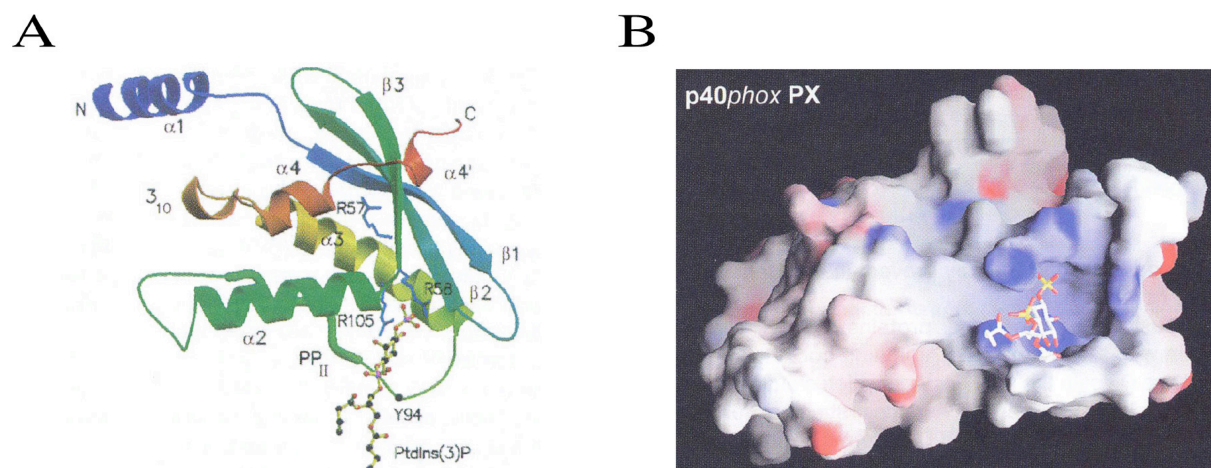 A
B
N
α1
β3
C
α4
α4'
3₁₀
R57
α3
β1
R58
β2
R105
α2
PP_II
Y94
PtdIns(3)P
p40phox PX